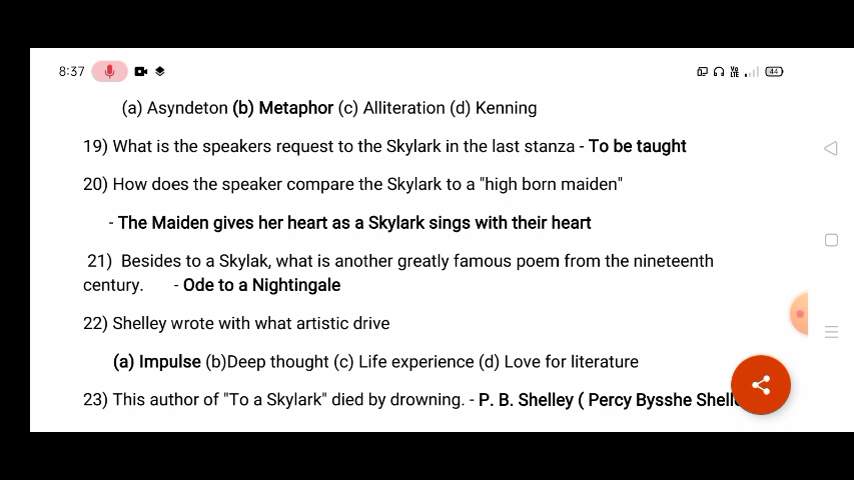 8:37 44
(a) Asyndeton (b) Metaphor (c) Alliteration (d) Kenning
19) What is the speakers request to the Skylark in the last stanza - To be taught
20) How does the speaker compare the Skylark to a "high born maiden"
- The Maiden gives her heart as a Skylark sings with their heart
21) Besides to a Skylak, what is another greatly famous poem from the nineteenth
century. - Ode to a Nightingale
22) Shelley wrote with what artistic drive
(a) Impulse (b)Deep thought (c) Life experience (d) Love for literature
23) This author of "To a Skylark" died by drowning. - P. B. Shelley ( Percy Bysshe Shell